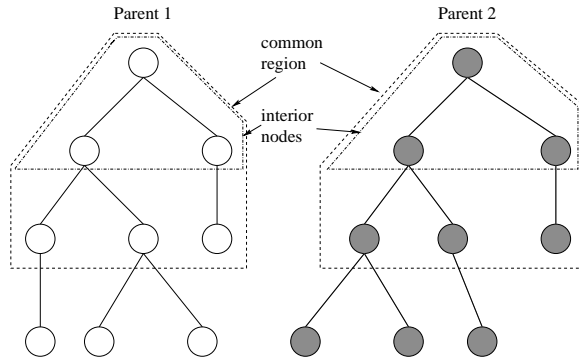 Parent 1
Parent 2
common
region
interior
nodes